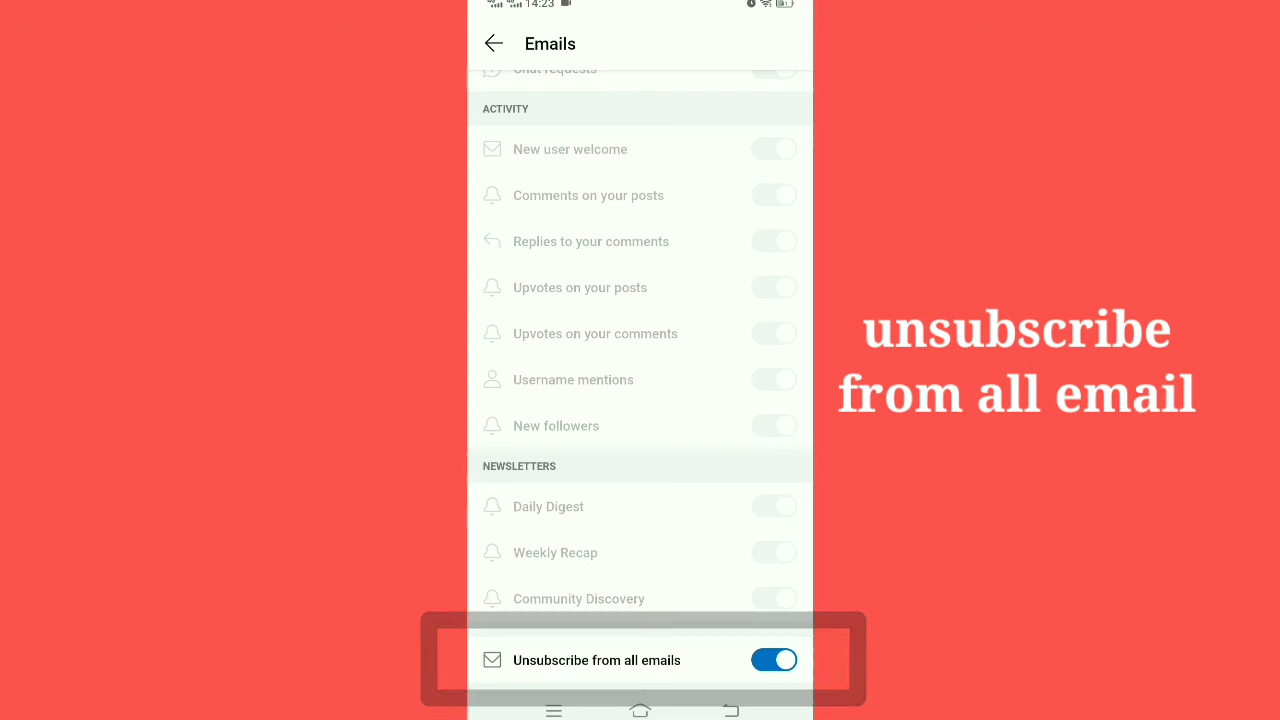 14:23
Emails
Chat requests
ACTIVITY
New user welcome
Comments on your posts
Replies to your comments
Upvotes on your posts
Upvotes on your comments
Username mentions
New followers
NEWSLETTERS
Daily Digest
Weekly Recap
Community Discovery
Unsubscribe from all emails
unsubscribe
from all email